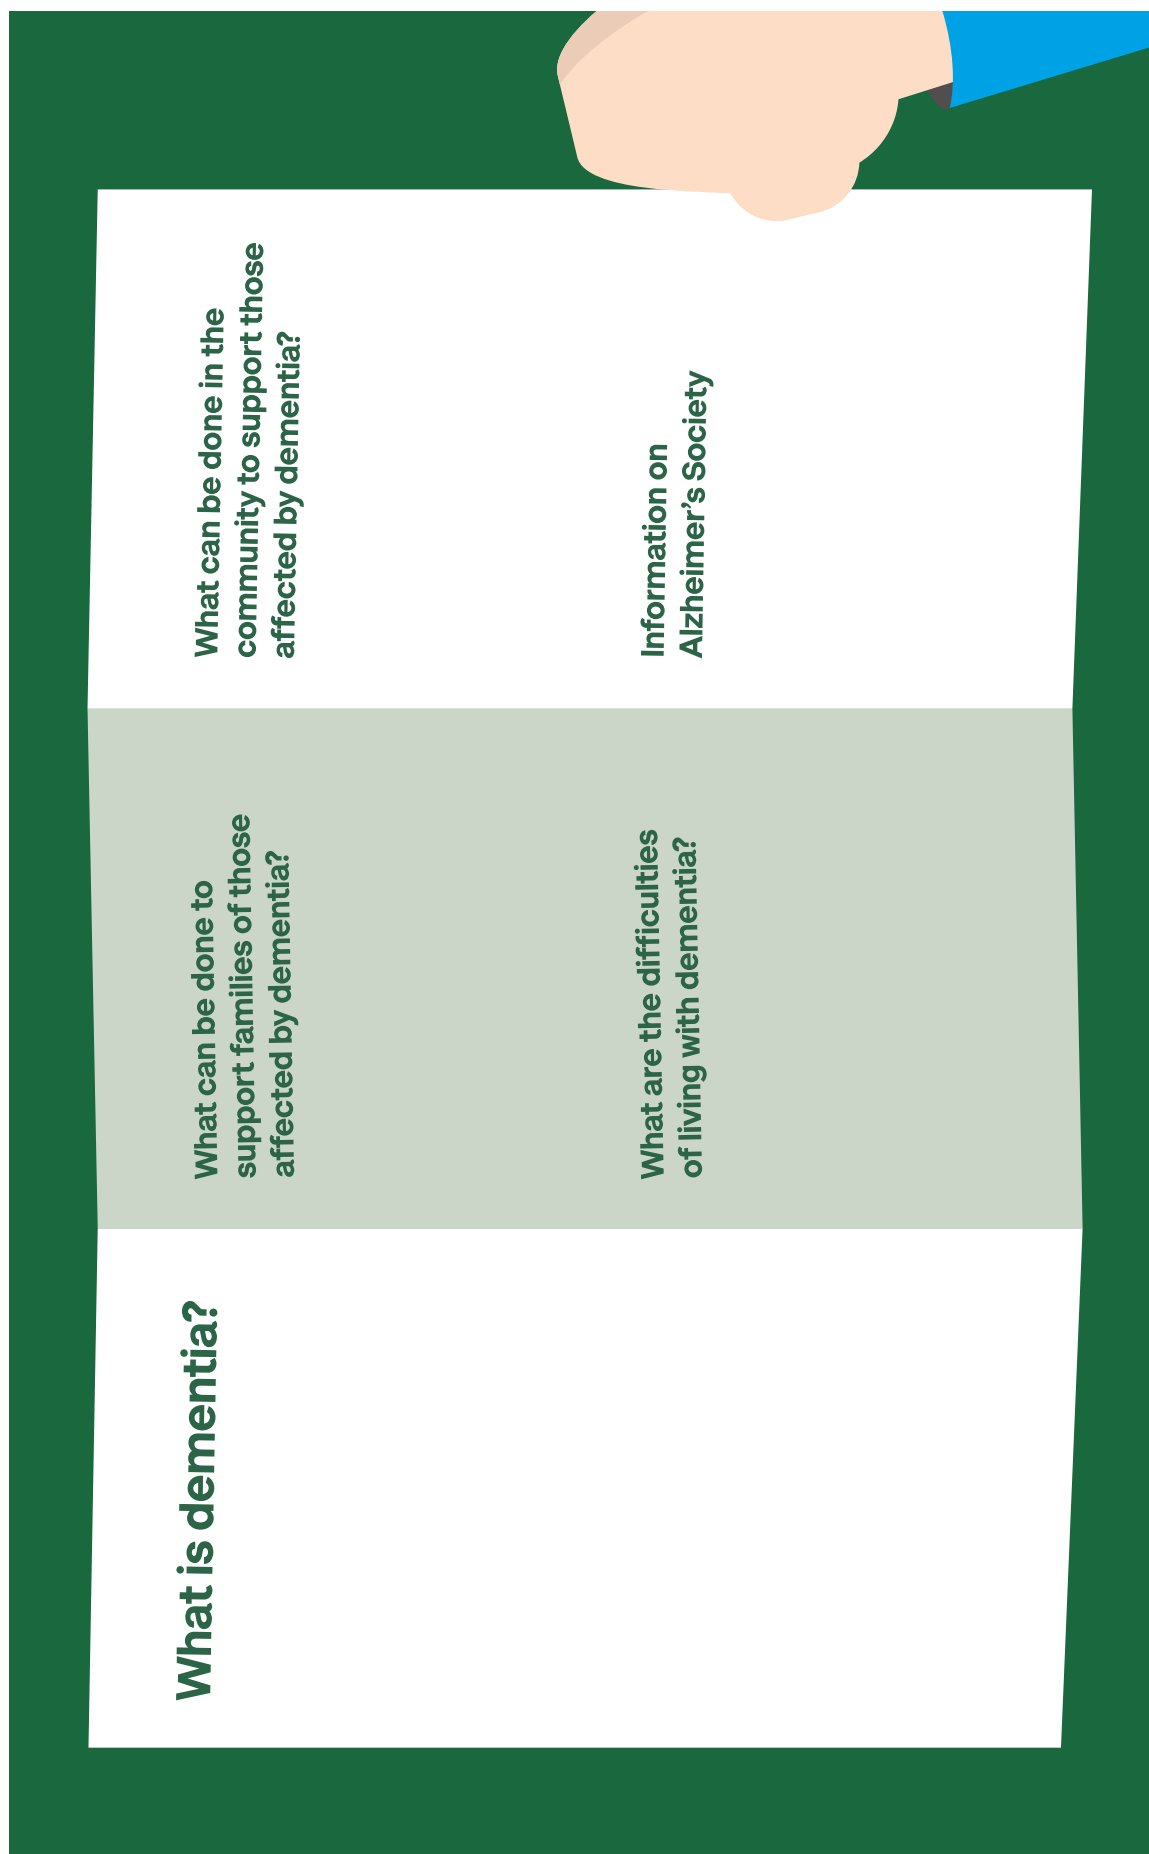 What is dementia?
What can be done to
support families of those
affected by dementia?
What are the difficulties
of living with dementia?
What can be done in the
community to support those
affected by dementia?
Information on
Alzheimer’s Society